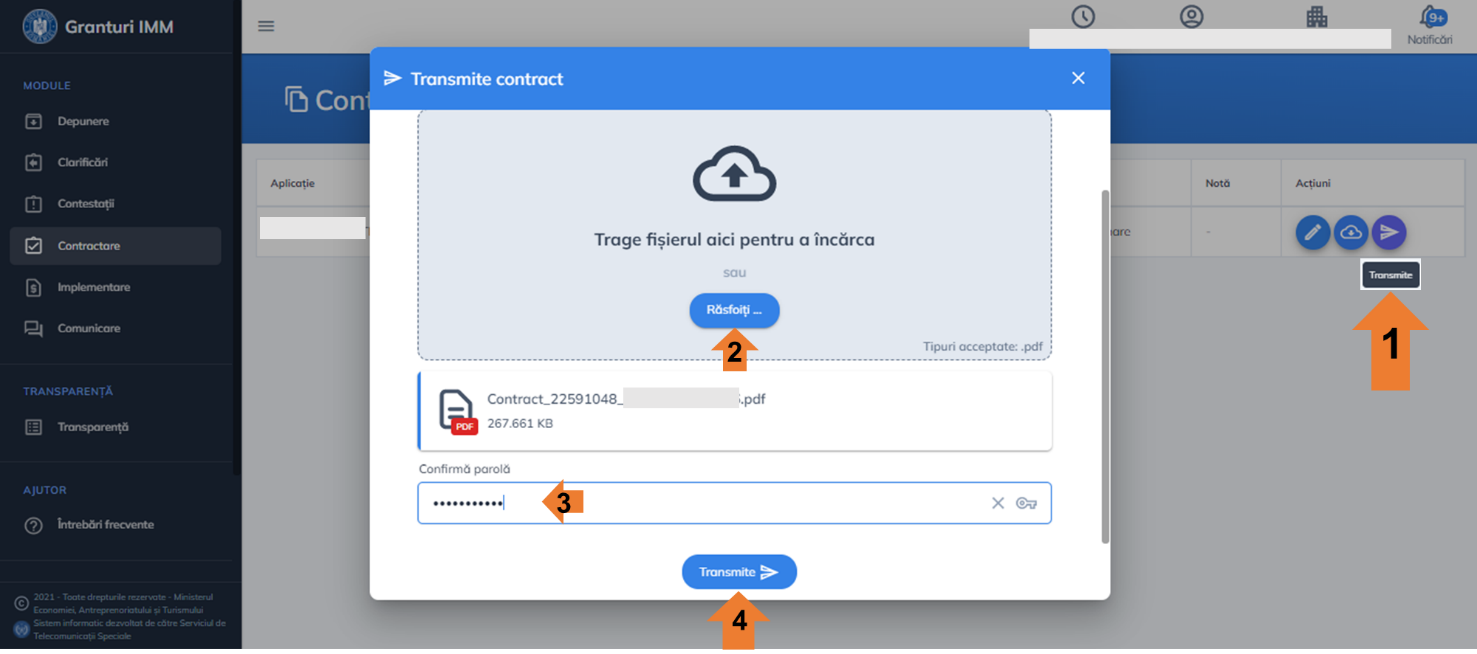 Granturi IMM
9+
Notificări
MODULE
Depunere
Clarificări
Contestații
Contractare
Implementare
Comunicare
TRANSPARENȚĂ
Transparență
AJUTOR
Întrebări frecvente
2021 - Toate drepturile rezervate - Ministerul
Economiei, Antreprenoriatului și Turismului
Sistem informatic dezvoltat de către Serviciul de
Telecomunicații Speciale
Cont
Aplicație
Notă
Acțiuni
-
Transmite
1
Transmite contract
Trage fișierul aici pentru a încărca
sau
Răsfoiți ...
2
Tipuri acceptate: .pdf
PDF
Contract_22591048_ .pdf
267.661 KB
Confirmă parolă
•••••••••••
3
Transmite
4